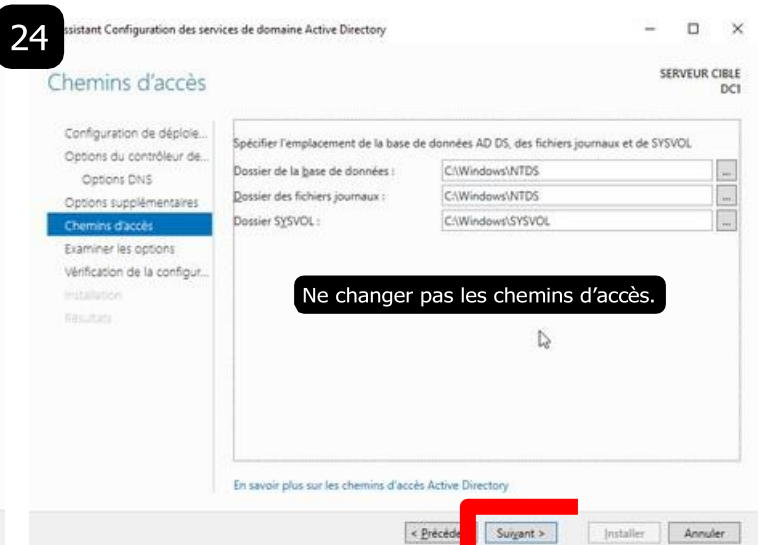 24
ssistant Configuration des services de domaine Active Directory
Chemins d'accès
SERVEUR CIBLE
DC1
Configuration de déploie...
Options du contrôleur de...
Options DNS
Options supplémentaires
Chemins d'accès
Examiner les options
Vérification de la configur...
Installation
Résultats
Spécifier l'emplacement de la base de données AD DS, des fichiers journaux et de SYSVOL
Dossier de la base de données : C:\Windows\NTDS ...
Dossier des fichiers journaux : C:\Windows\NTDS ...
Dossier SYSVOL : C:\Windows\SYSVOL ...
Ne changer pas les chemins d'accès.
En savoir plus sur les chemins d'accès Active Directory
< Précéde Suivant > Installer Annuler